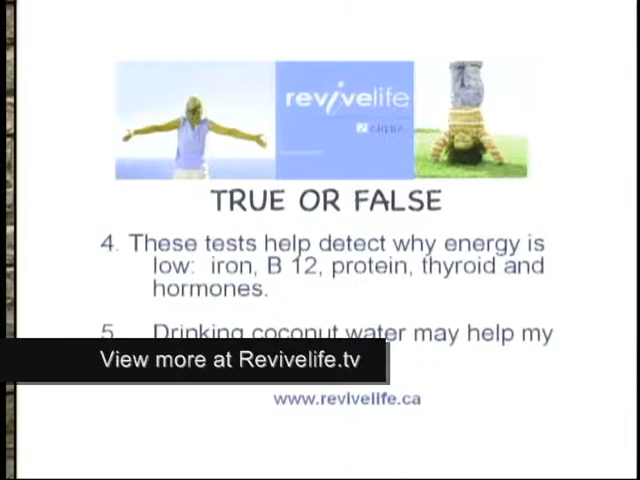 revivelife
TRUE OR FALSE
4. These tests help detect why energy is
low: iron, B 12, protein, thyroid and
hormones.
5. Drinking coconut water may help my
View more at Revivelife.tv
www.revivelife.ca